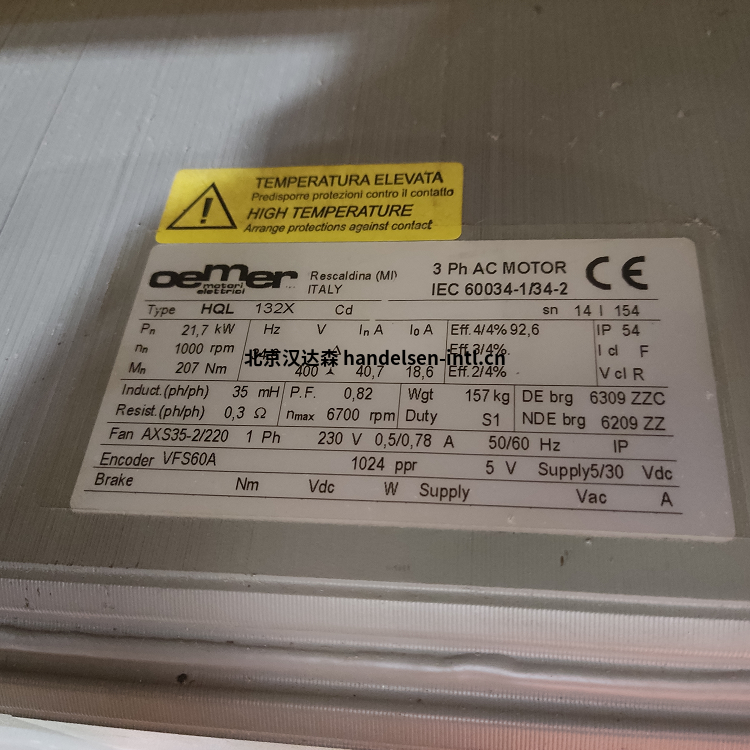 TEMPERATURA ELEVATA
Predisporre protezioni contro il contatto
HIGH TEMPERATURE
Arrange protections against contact
oemer motori elettrici Rescaldina (MI) ITALY
3 Ph AC MOTOR CE
IEC 60034-1/34-2
Type HQL 132X Cd sn 14 I 154
Pn 21,7 kW Hz V In A Io A Eff.4/4% 92,6 IP 54
nn 1000 rpm Eff.3/4% I cl F
北京汉达森 handelsen-intl.cn
Mn 207 Nm 400 人 40,7 18,6 Eff.2/4% V cl R
Induct.(ph/ph) 35 mH P.F. 0,82 Wgt 157 kg DE brg 6309 ZZC
Resist.(ph/ph) 0,3 Ω nmax 6700 rpm Duty S1 NDE brg 6209 ZZ
Fan AXS35-2/220 1 Ph 230 V 0,5/0,78 A 50/60 Hz IP
Encoder VFS60A 1024 ppr 5 V Supply5/30 Vdc
Brake Nm Vdc W Supply Vac A